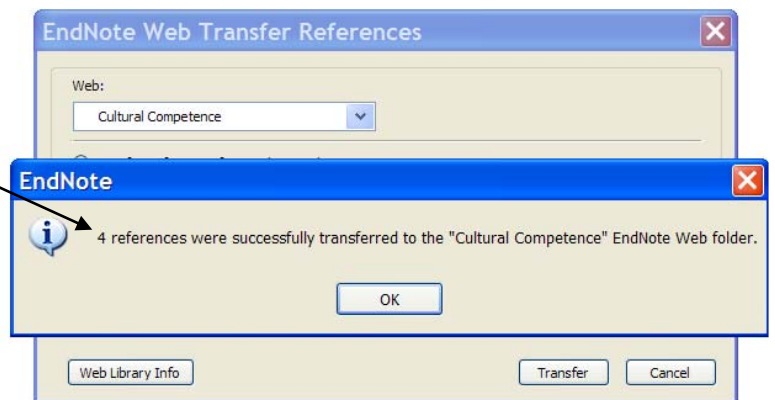 EndNote Web Transfer References
Web:
Cultural Competence
EndNote
4 references were successfully transferred to the "Cultural Competence" EndNote Web folder.
OK
Web Library Info
Transfer
Cancel